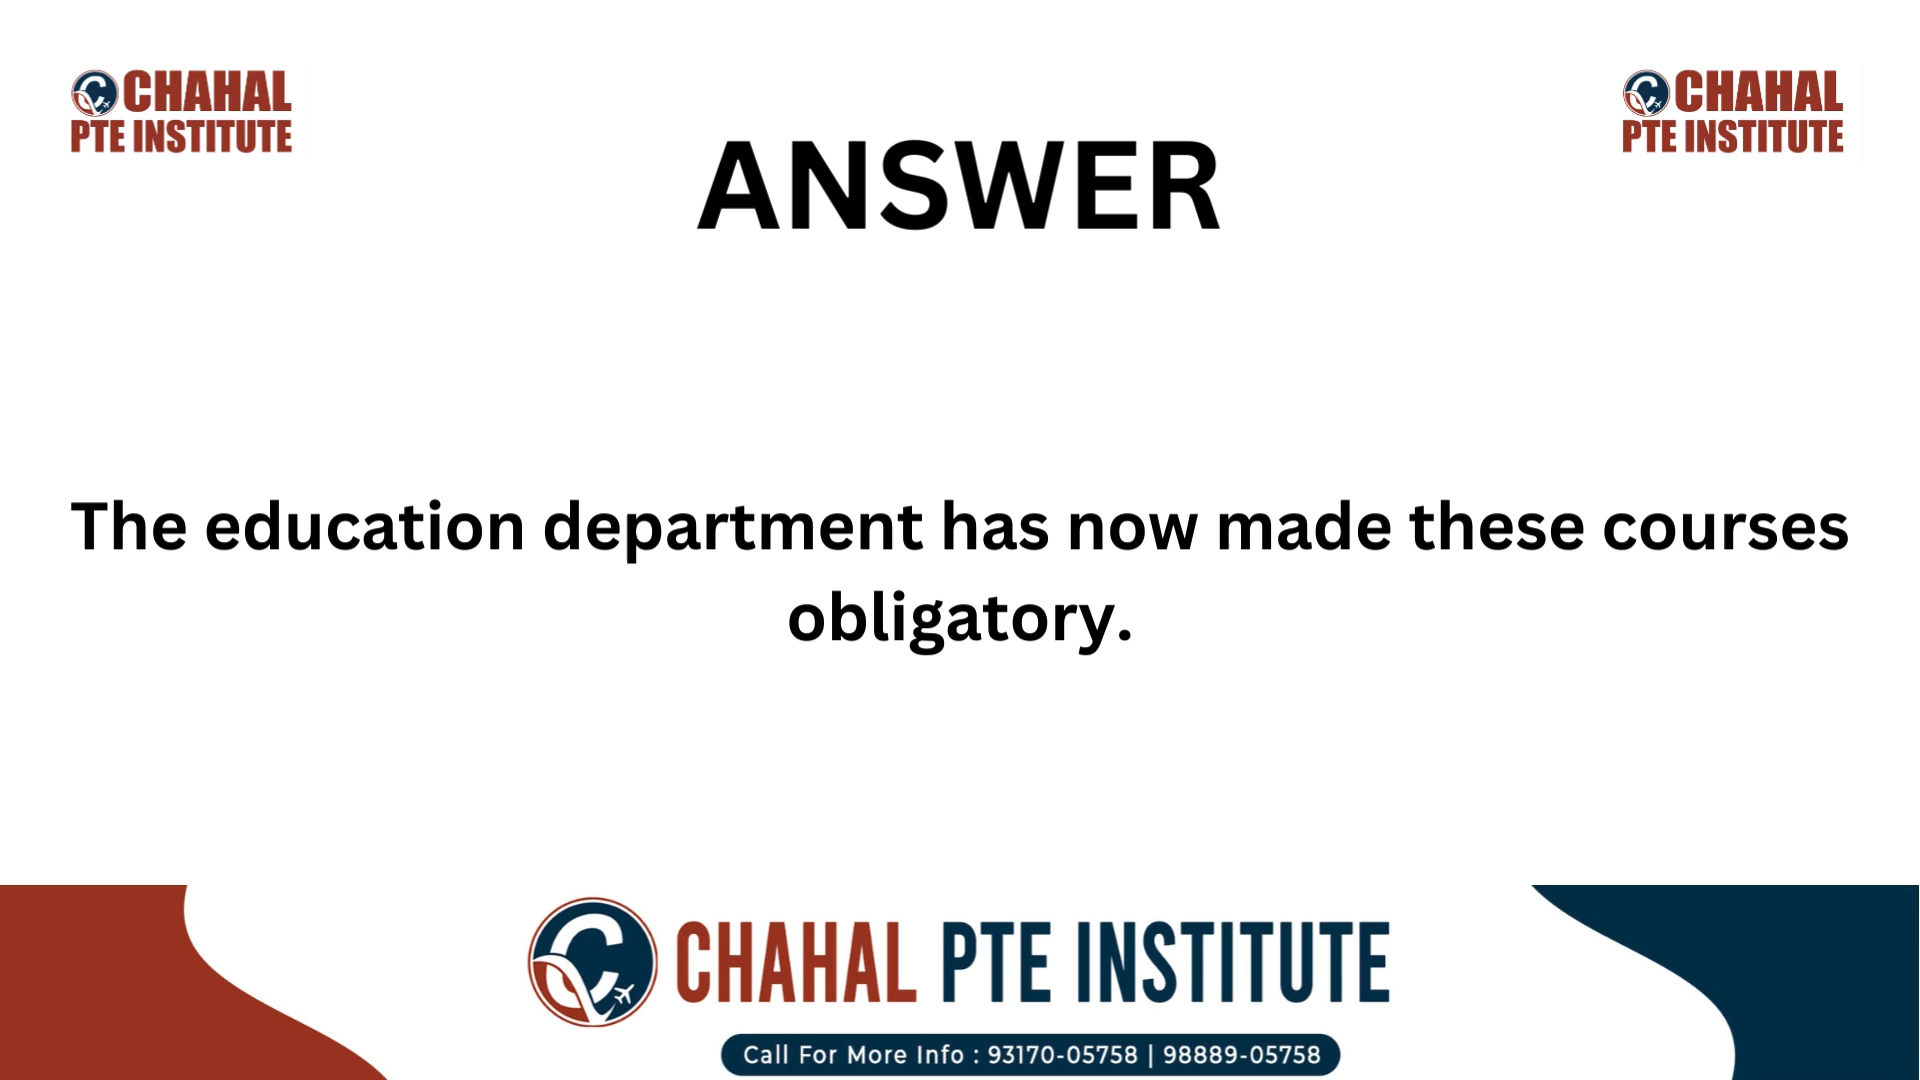 CHAHAL
PTE INSTITUTE
CHAHAL
PTE INSTITUTE
ANSWER
The education department has now made these courses
obligatory.
CHAHAL PTE INSTITUTE
Call For More Info : 93170-05758 | 98889-05758